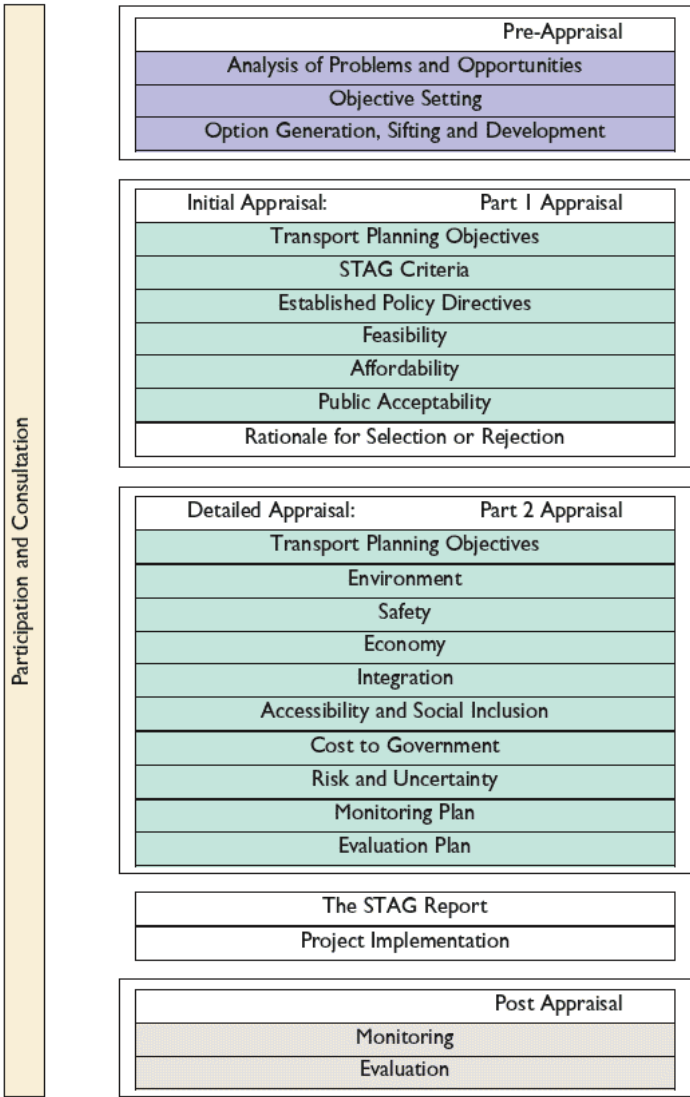 Participation and Consultation
Pre-Appraisal
Analysis of Problems and Opportunities
Objective Setting
Option Generation, Sifting and Development
Initial Appraisal: Part 1 Appraisal
Transport Planning Objectives
STAG Criteria
Established Policy Directives
Feasibility
Affordability
Public Acceptability
Rationale for Selection or Rejection
Detailed Appraisal: Part 2 Appraisal
Transport Planning Objectives
Environment
Safety
Economy
Integration
Accessibility and Social Inclusion
Cost to Government
Risk and Uncertainty
Monitoring Plan
Evaluation Plan
The STAG Report
Project Implementation
Post Appraisal
Monitoring
Evaluation